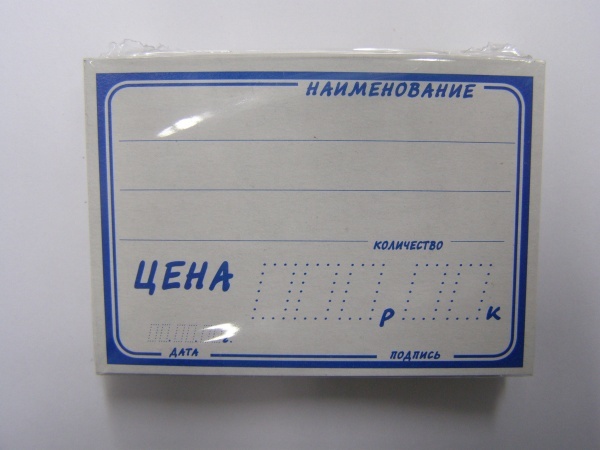 НАИМЕНОВАНИЕ
КОЛИЧЕСТВО
ЦЕНА Р К
г.
ДАТА ПОДПИСЬ